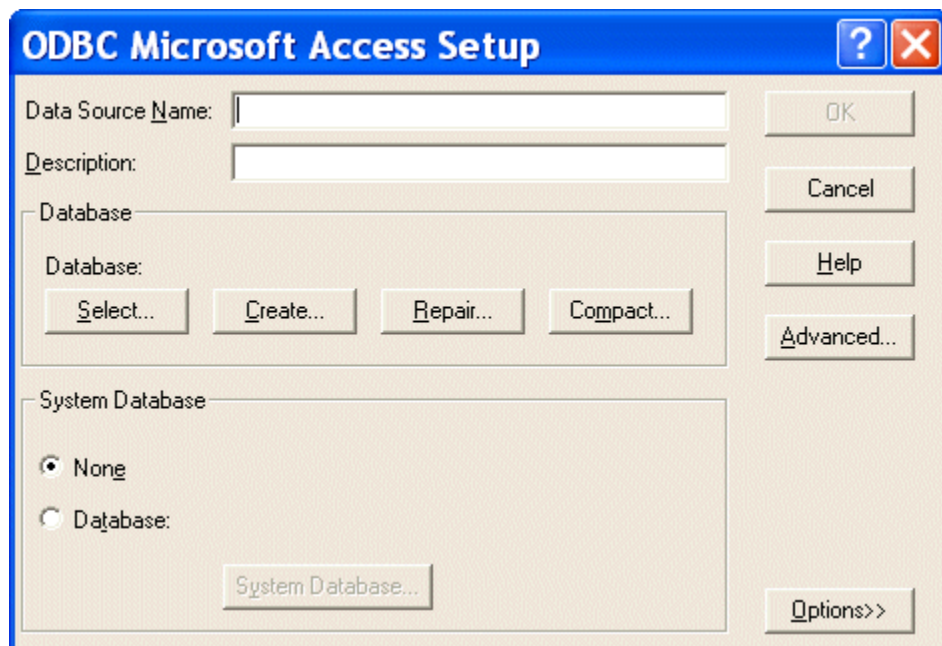 ODBC Microsoft Access Setup
Data Source Name:
OK
Description:
Cancel
Database
Database:
Help
Select...
Create...
Repair...
Compact...
Advanced...
System Database
None
Database:
System Database...
Options>>